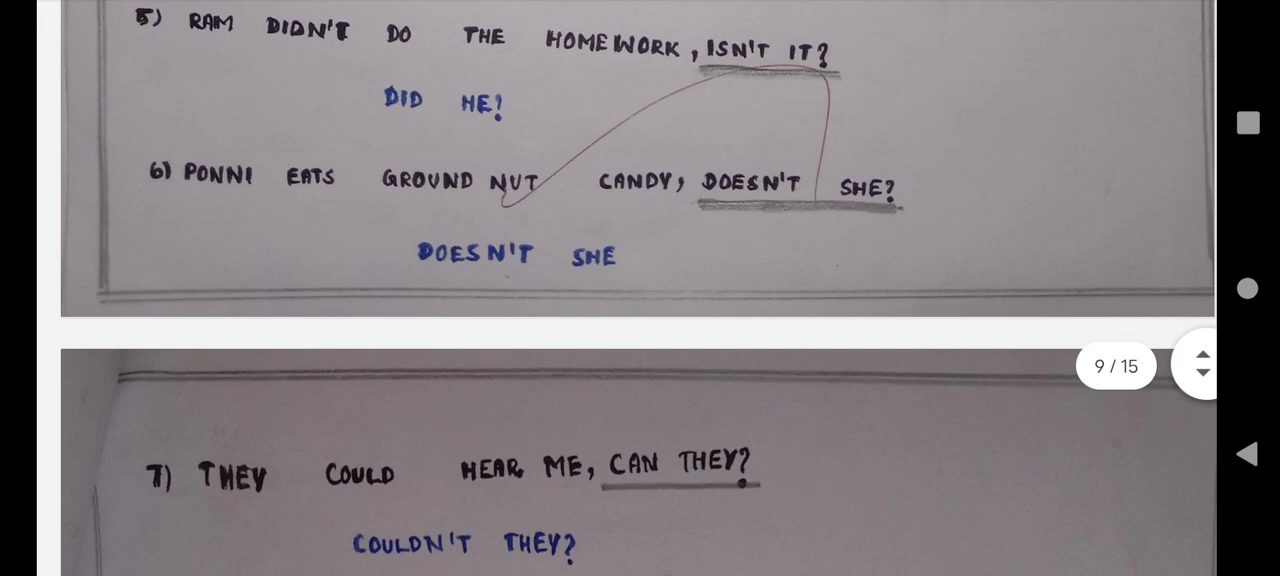 5) RAM DIDN'T DO THE HOMEWORK, ISN'T IT?
DID HE?
6) PONNI EATS GROUND NUT CANDY, DOESN'T SHE?
DOESN'T SHE
9 / 15
7) THEY COULD HEAR ME, CAN THEY?
COULDN'T THEY?